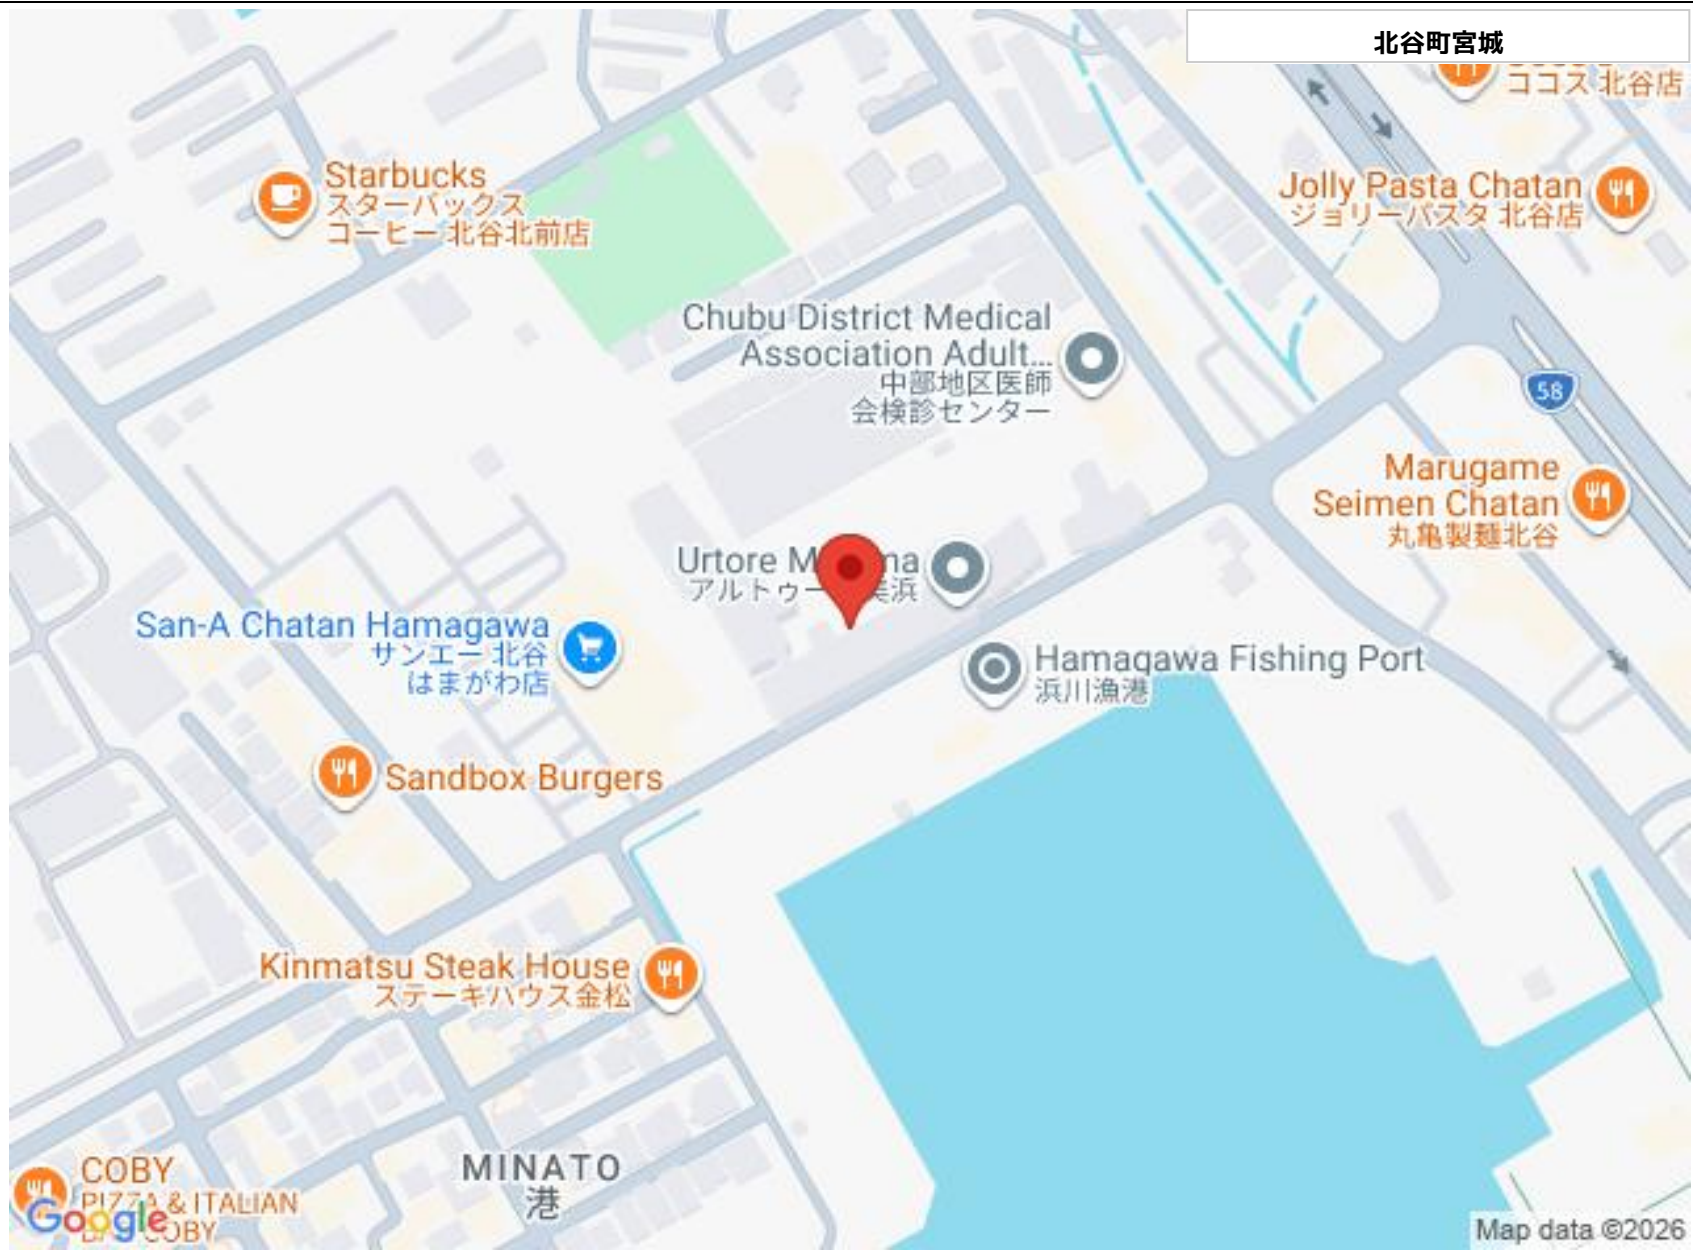 北谷町宮城
ココス 北谷店
Starbucks
スターバックス
コーヒー 北谷北前店
Jolly Pasta Chatan
ジョリーパスタ 北谷店
Chubu District Medical
Association Adult...
中部地区医師
会検診センター
58
Marugame
Seimen Chatan
丸亀製麺北谷
Urtore
アルトゥー
美浜
San-A Chatan Hamagawa
サンエー 北谷
はまがわ店
Hamagawa Fishing Port
浜川漁港
Sandbox Burgers
Kinmatsu Steak House
ステーキハウス金松
MINATO
港
COBY
PIZZA & ITALIAN
COBY
Google
Map data ©2026